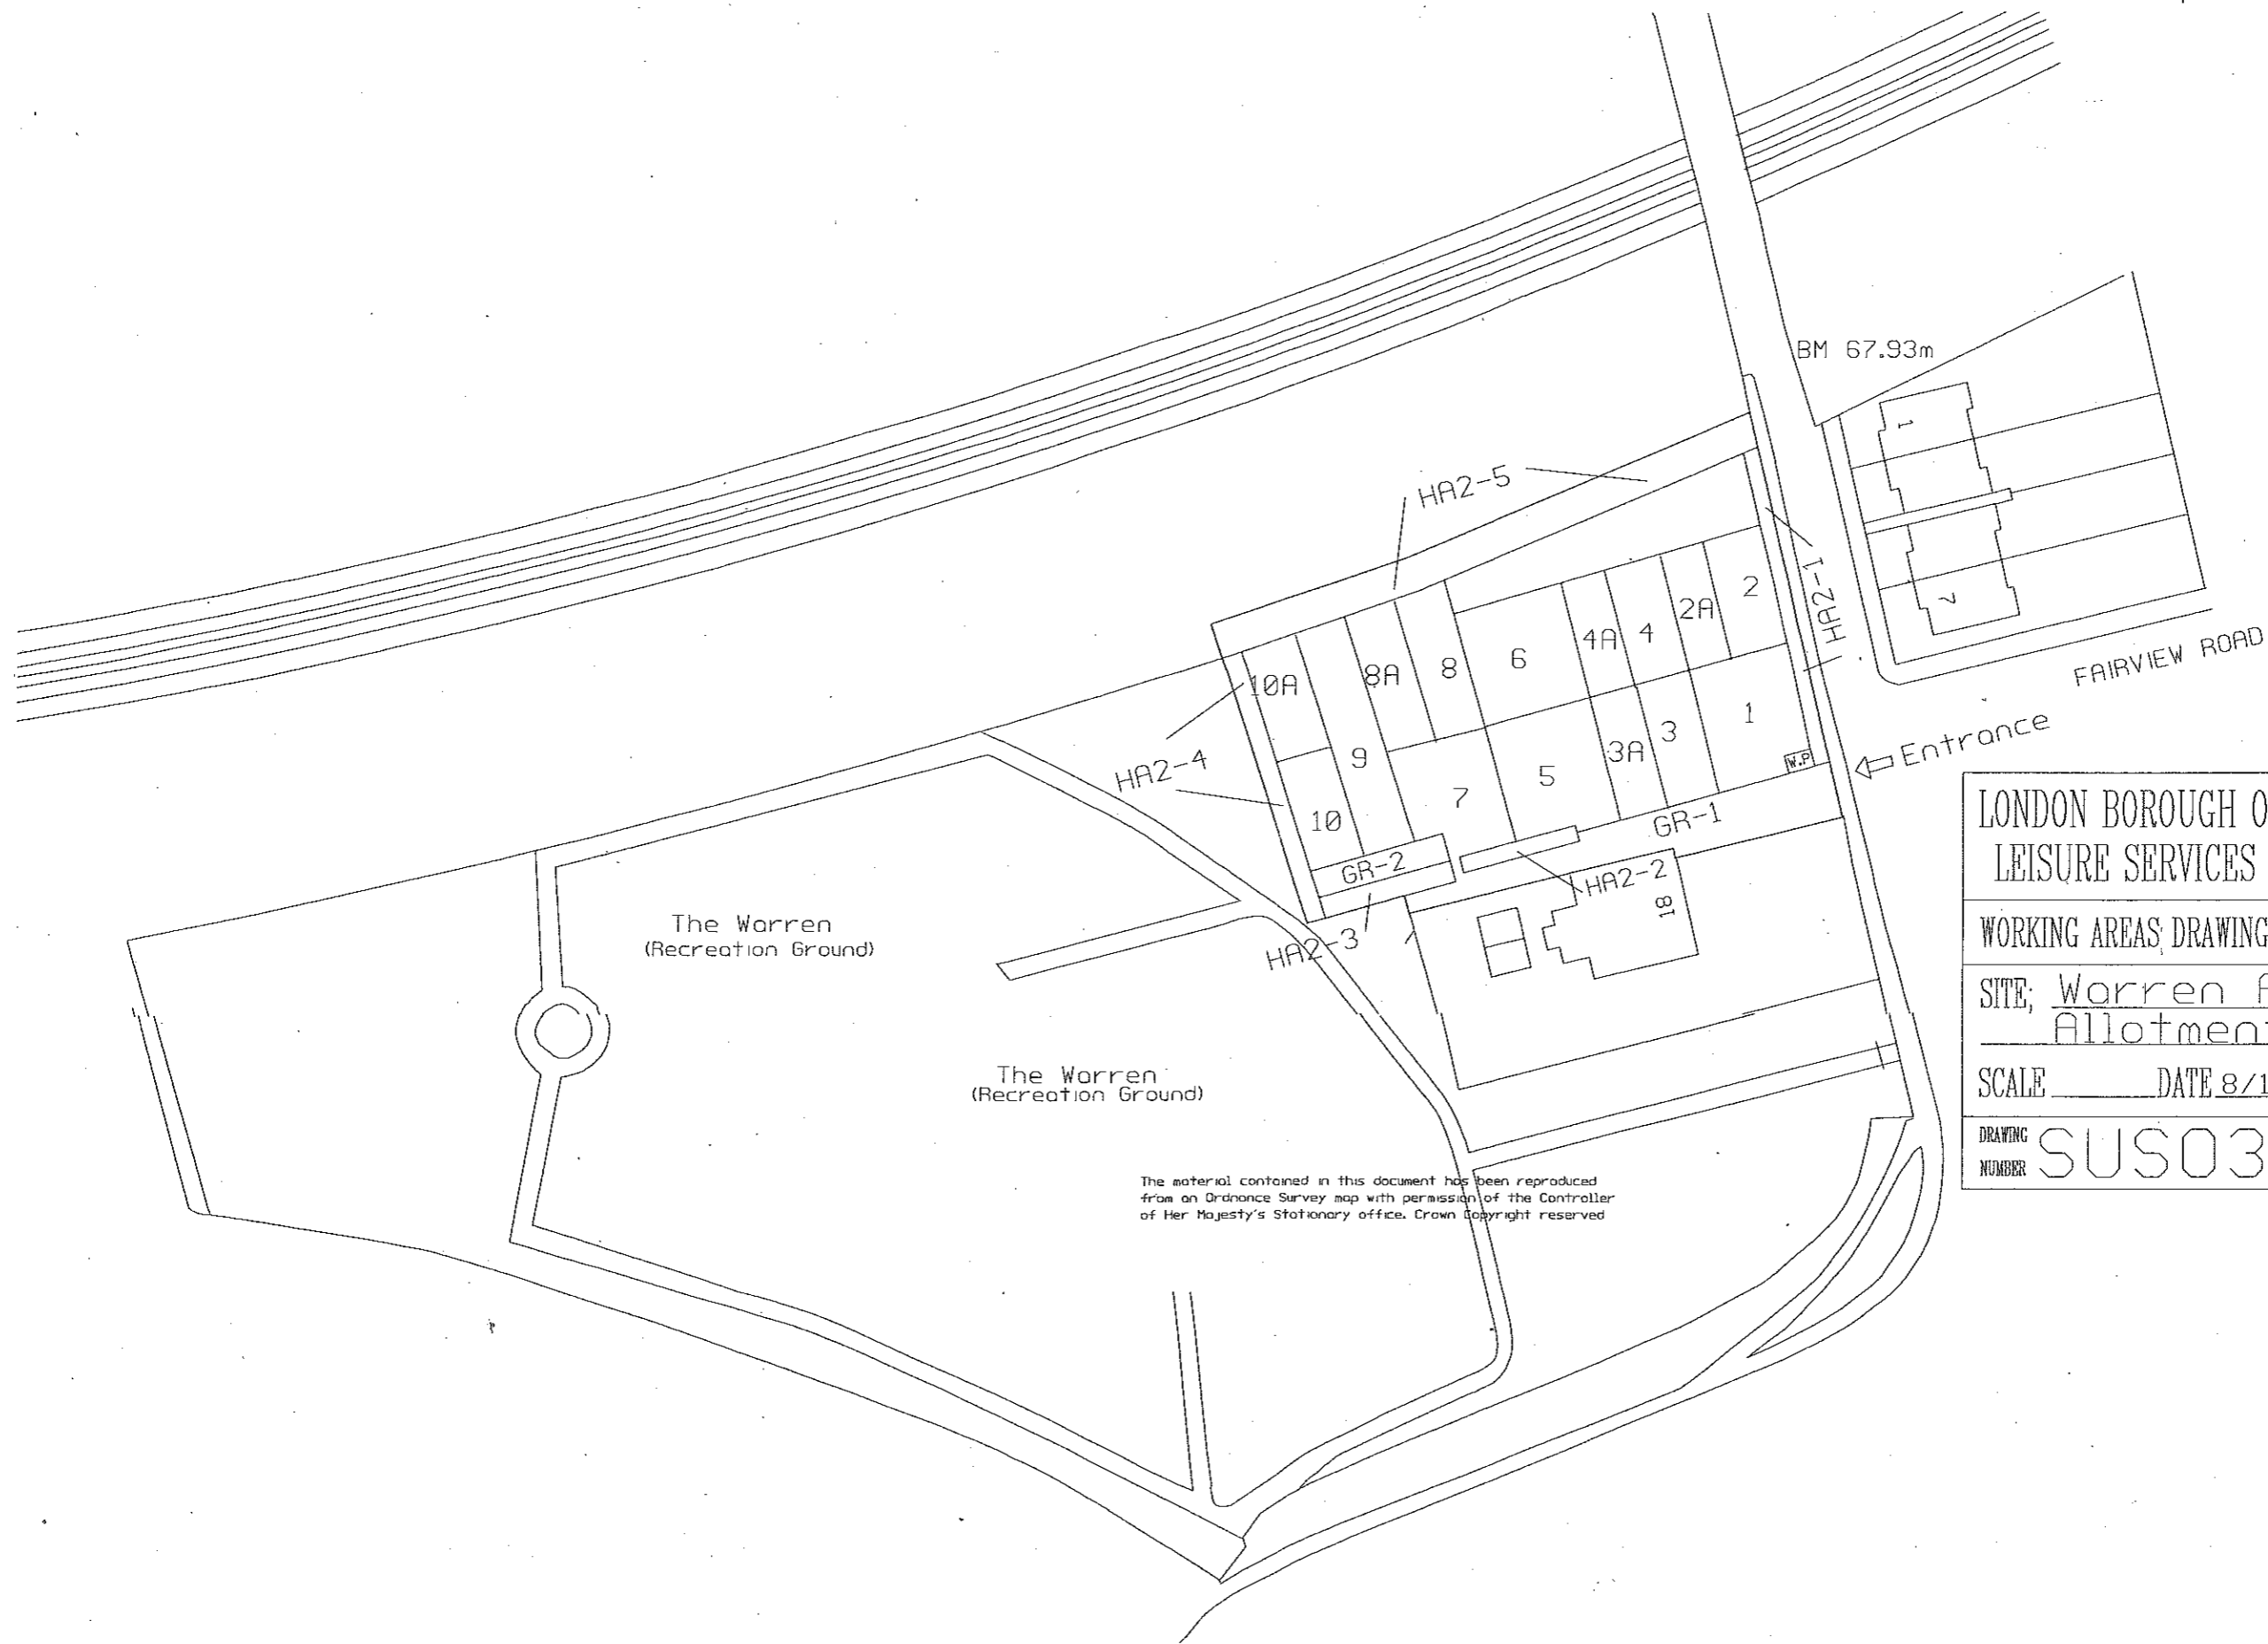 BM 67.93m
1
7
HA2-5
HA2-1
FAIRVIEW ROAD
2
2A
4
4A
6
8
8A
10A
HA2-4
9
1
3
3A
5
7
10
W.P
Entrance
GR-1
GR-2
HA2-2
HA2-3
18
The Warren
(Recreation Ground)
The Warren
(Recreation Ground)
The material contained in this document has been reproduced
from an Ordnance Survey map with permission of the Controller
of Her Majesty's Stationary office. Crown Copyright reserved
LONDON BOROUGH O
LEISURE SERVICES
WORKING AREAS DRAWING
SITE; Warren
Allotmen
SCALE DATE 8/1
DRAWING
NUMBER SUS03